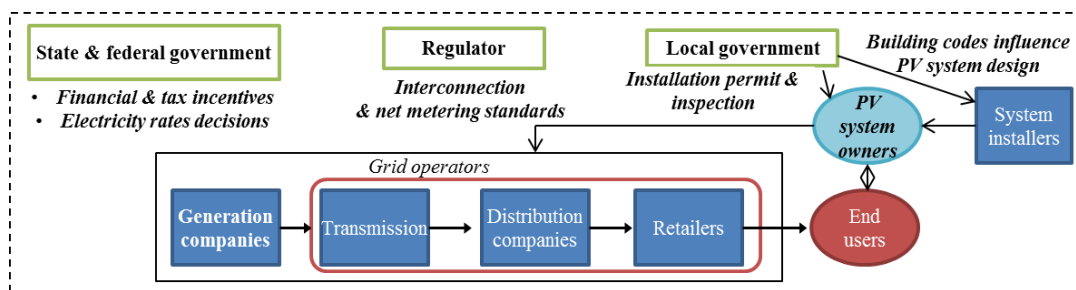 State & federal government
• Financial & tax incentives
• Electricity rates decisions
Regulator
Interconnection
& net metering standards
Local government
Installation permit &
inspection
Building codes influence
PV system design
PV
system
owners
System
installers
Grid operators
Generation
companies
Transmission
Distribution
companies
Retailers
End
users